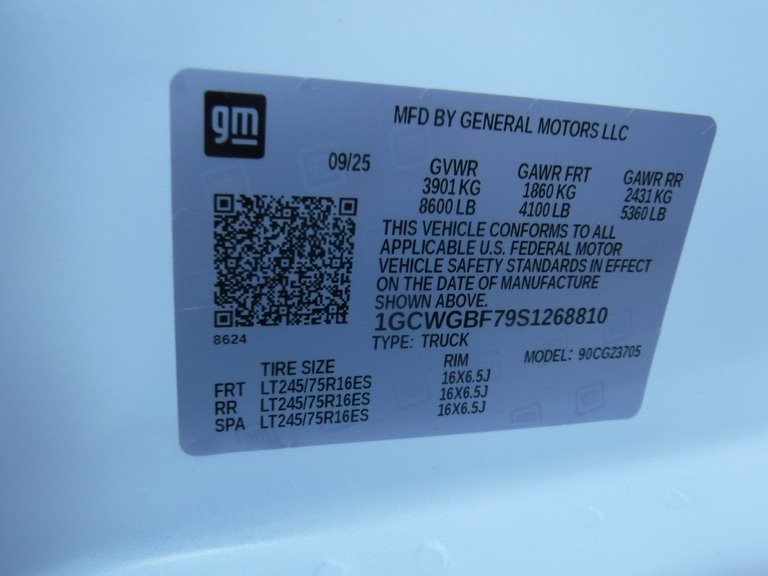 gm
MFD BY GENERAL MOTORS LLC
09/25
GVWR GAWR FRT GAWR RR
3901 KG 1860 KG 2431 KG
8600 LB 4100 LB 5360 LB
THIS VEHICLE CONFORMS TO ALL
APPLICABLE U.S. FEDERAL MOTOR
VEHICLE SAFETY STANDARDS IN EFFECT
ON THE DATE OF MANUFACTURE
SHOWN ABOVE.
1GCWGBF79S1268810
8624
TYPE: TRUCK MODEL: 90CG23705
TIRE SIZE RIM
FRT LT245/75R16ES 16X6.5J
RR LT245/75R16ES 16X6.5J
SPA LT245/75R16ES 16X6.5J